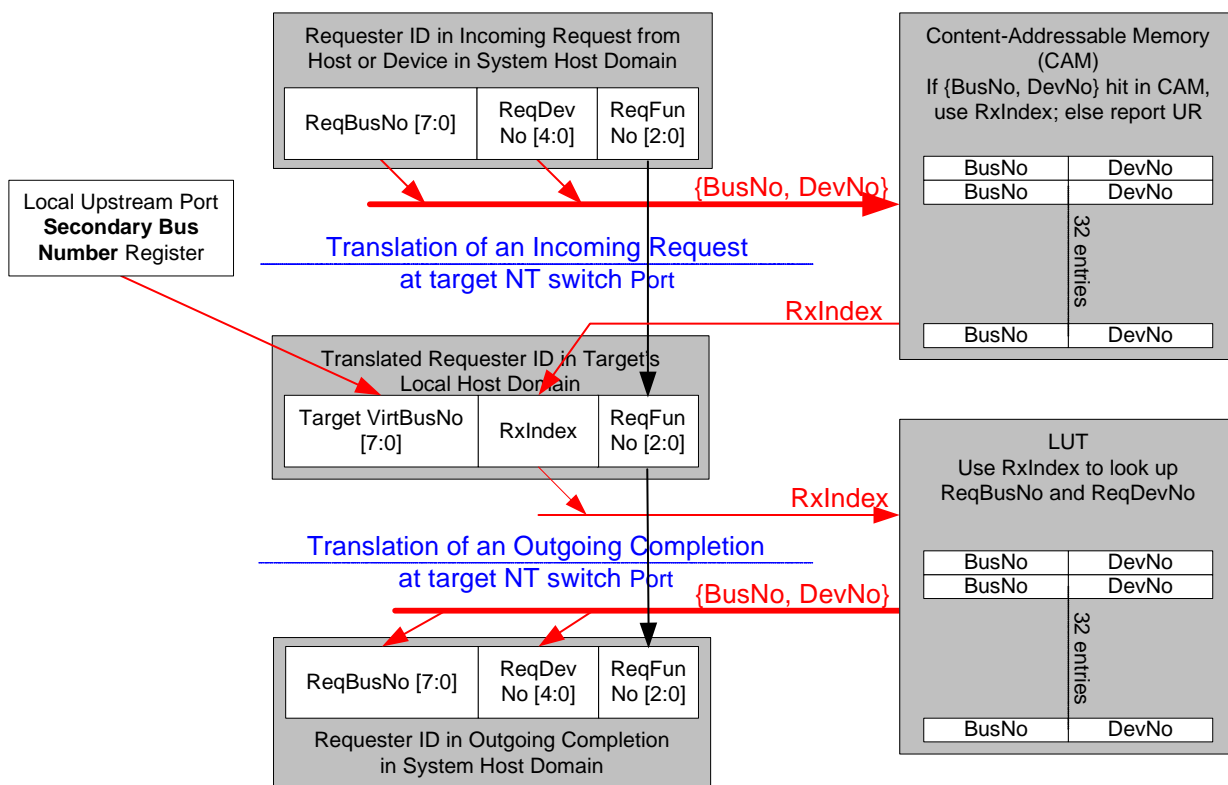 Requester ID in Incoming Request from
Host or Device in System Host Domain
ReqBusNo [7:0]
ReqDev
No [4:0]
ReqFun
No [2:0]
Content-Addressable Memory
(CAM)
If {BusNo, DevNo} hit in CAM,
use RxIndex; else report UR
BusNo DevNo
BusNo DevNo
32 entries
BusNo DevNo
{BusNo, DevNo}
Local Upstream Port
Secondary Bus
Number Register
Translation of an Incoming Request
at target NT switch Port
RxIndex
Translated Requester ID in Target's
Local Host Domain
Target VirtBusNo
[7:0]
RxIndex
ReqFun
No [2:0]
LUT
Use RxIndex to look up
ReqBusNo and ReqDevNo
BusNo DevNo
BusNo DevNo
32 entries
BusNo DevNo
RxIndex
Translation of an Outgoing Completion
at target NT switch Port
{BusNo, DevNo}
ReqBusNo [7:0]
ReqDev
No [4:0]
ReqFun
No [2:0]
Requester ID in Outgoing Completion
in System Host Domain